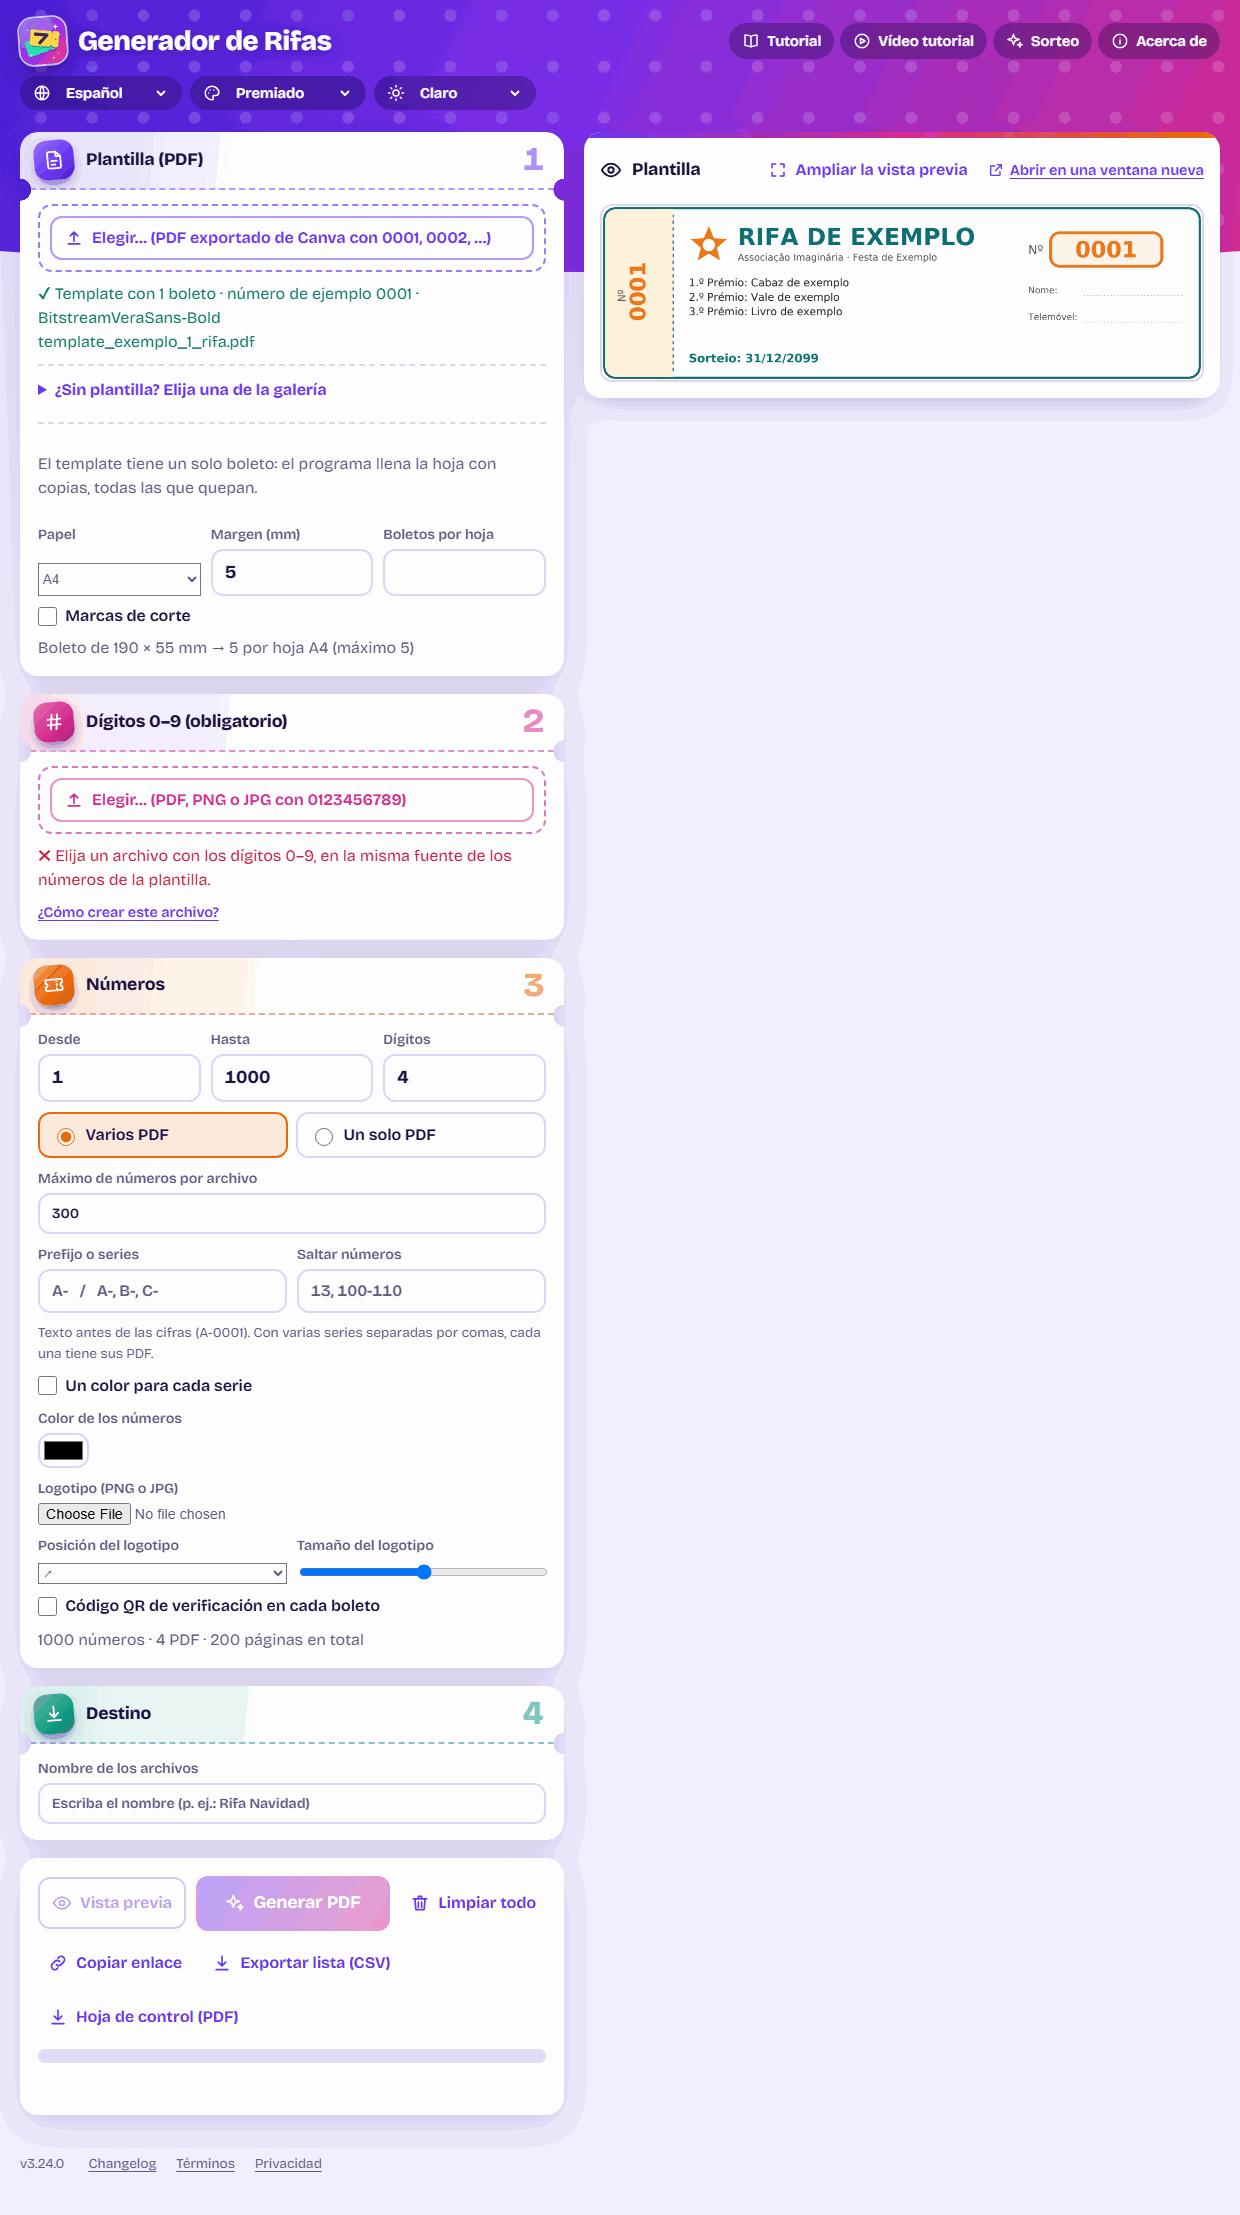 Generador de Rifas
Tutorial
Vídeo tutorial
Sorteo
Acerca de
Español
Premiado
Claro
Plantilla (PDF)
1
Elegir... (PDF exportado de Canva con 0001, 0002, ...)
✓ Template con 1 boleto · número de ejemplo 0001 ·
BitstreamVeraSans-Bold
template_exemplo_1_rifa.pdf
¿Sin plantilla? Elija una de la galería
El template tiene un solo boleto: el programa llena la hoja con
copias, todas las que quepan.
Papel
Margen (mm)
Boletos por hoja
A4
5
Marcas de corte
Boleto de 190 × 55 mm → 5 por hoja A4 (máximo 5)
Dígitos 0–9 (obligatorio)
2
Elegir... (PDF, PNG o JPG con 0123456789)
✕ Elija un archivo con los dígitos 0–9, en la misma fuente de los
números de la plantilla.
¿Cómo crear este archivo?
Números
3
Desde
Hasta
Dígitos
1
1000
4
Varios PDF
Un solo PDF
Máximo de números por archivo
300
Prefijo o series
Saltar números
A- / A-, B-, C-
13, 100-110
Texto antes de las cifras (A-0001). Con varias series separadas por comas, cada
una tiene sus PDF.
Un color para cada serie
Color de los números
Logotipo (PNG o JPG)
Choose File No file chosen
Posición del logotipo
Tamaño del logotipo
↗
Código QR de verificación en cada boleto
1000 números · 4 PDF · 200 páginas en total
Destino
4
Nombre de los archivos
Escriba el nombre (p. ej.: Rifa Navidad)
Vista previa
Generar PDF
Limpiar todo
Copiar enlace
Exportar lista (CSV)
Hoja de control (PDF)
v3.24.0
Changelog
Términos
Privacidad
Plantilla
Ampliar la vista previa
Abrir en una ventana nueva
Nº
0001
RIFA DE EXEMPLO
Associação Imaginária · Festa de Exemplo
1.º Prémio: Cabaz de exemplo
2.º Prémio: Vale de exemplo
3.º Prémio: Livro de exemplo
Sorteio: 31/12/2099
Nº 0001
Nome:
Telemóvel: